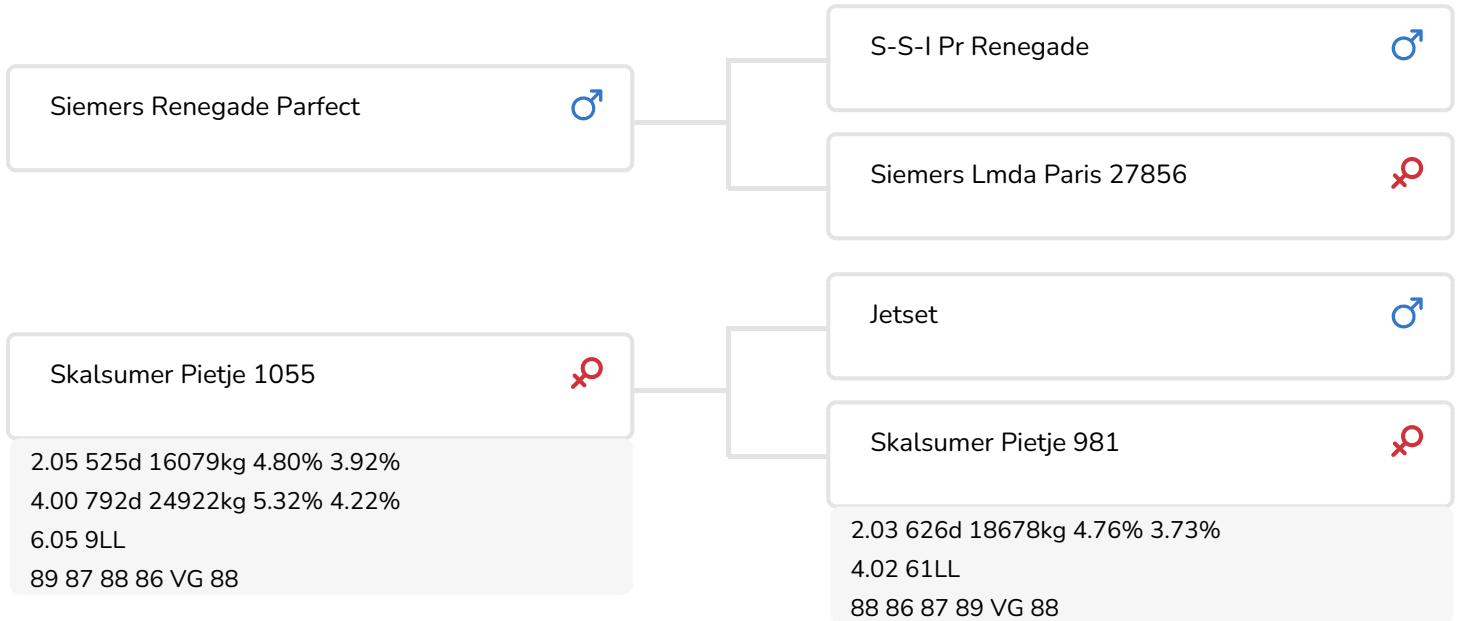 Siemers Renegade Parfect
S-S-I Pr Renegade
Siemers Lmda Paris 27856
Skalsumer Pietje 1055
2.05 525d 16079kg 4.80% 3.92%
4.00 792d 24922kg 5.32% 4.22%
6.05 9LL
89 87 88 86 VG 88
Jetset
Skalsumer Pietje 981
2.03 626d 18678kg 4.76% 3.73%
4.02 61LL
88 86 87 89 VG 88